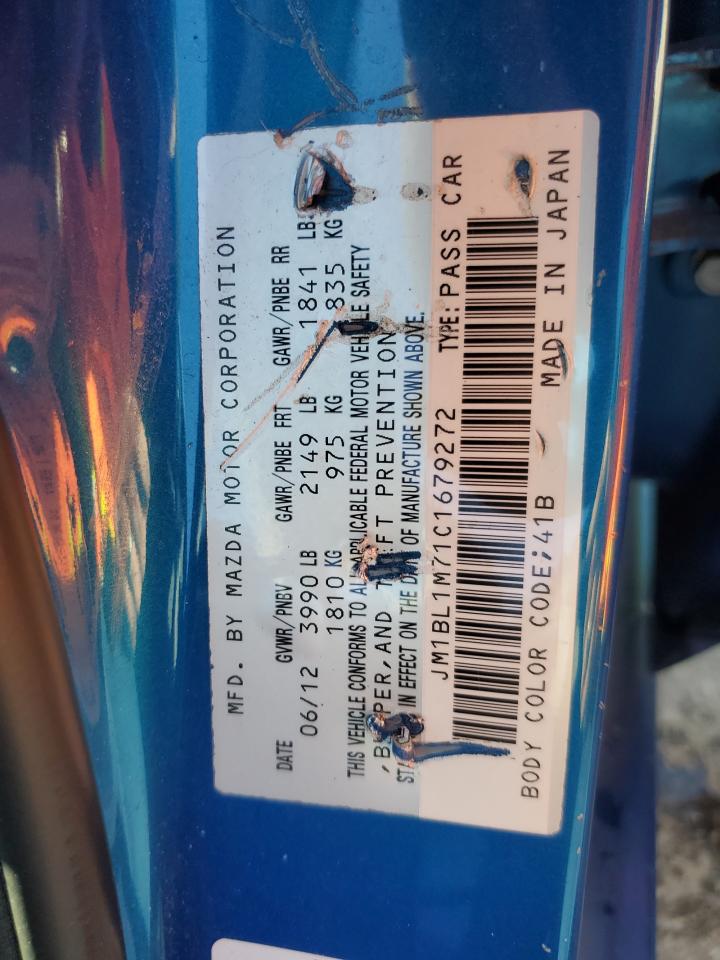 MFD. BY MAZDA MOTOR CORPORATION
DATE GVWR/PNBV GAWR/PNBE FRT GAWR/PNBE RR
06/12 3990 LB 2149 LB 1841 LB
1810 KG 975 KG 835 KG
THIS VEHICLE CONFORMS TO ALL APPLICABLE FEDERAL MOTOR VEHICLE SAFETY
, BUMPER, AND THEFT PREVENTION
IN EFFECT ON THE DATE OF MANUFACTURE SHOWN ABOVE.
JM1BL1M71C1679272 TYPE: PASS CAR
BODY COLOR CODE;41B MADE IN JAPAN